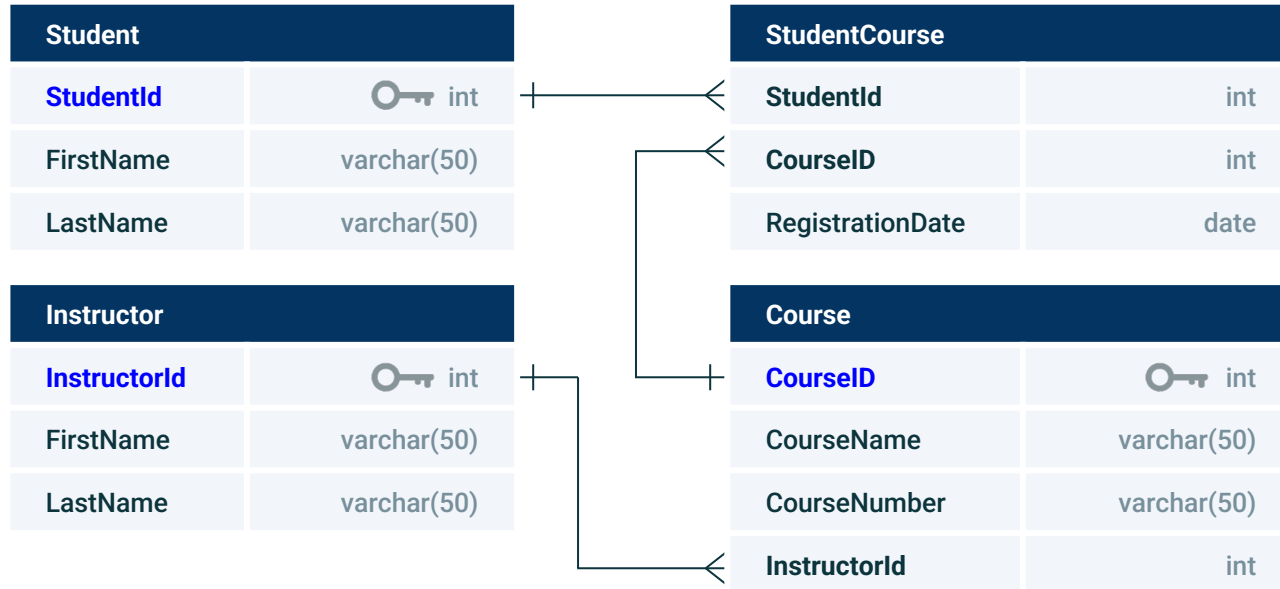 Student
StudentId int
FirstName varchar(50)
LastName varchar(50)
StudentCourse
StudentId int
CourseID int
RegistrationDate date
Instructor
InstructorId int
FirstName varchar(50)
LastName varchar(50)
Course
CourseID int
CourseName varchar(50)
CourseNumber varchar(50)
InstructorId int